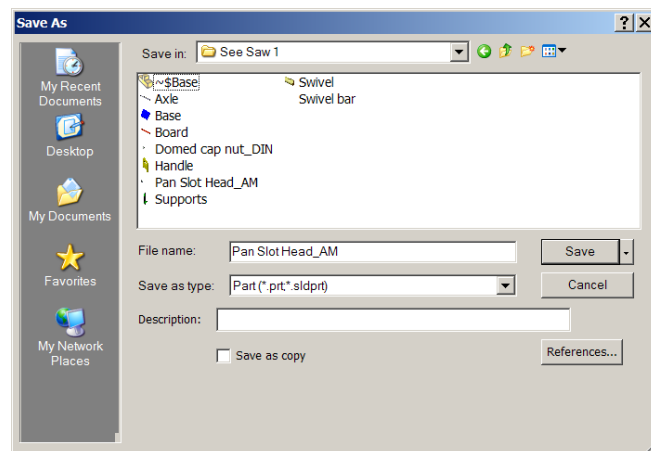 Save As
Save in: See Saw 1
My Recent
Documents
Desktop
My Documents
Favorites
My Network
Places
~$Base
Axle
Base
Board
Domed cap nut_DIN
Handle
Pan Slot Head_AM
Supports
Swivel
Swivel bar
File name: Pan Slot Head_AM Save
Save as type: Part (*.prt;*.sldprt) Cancel
Description:
Save as copy References...